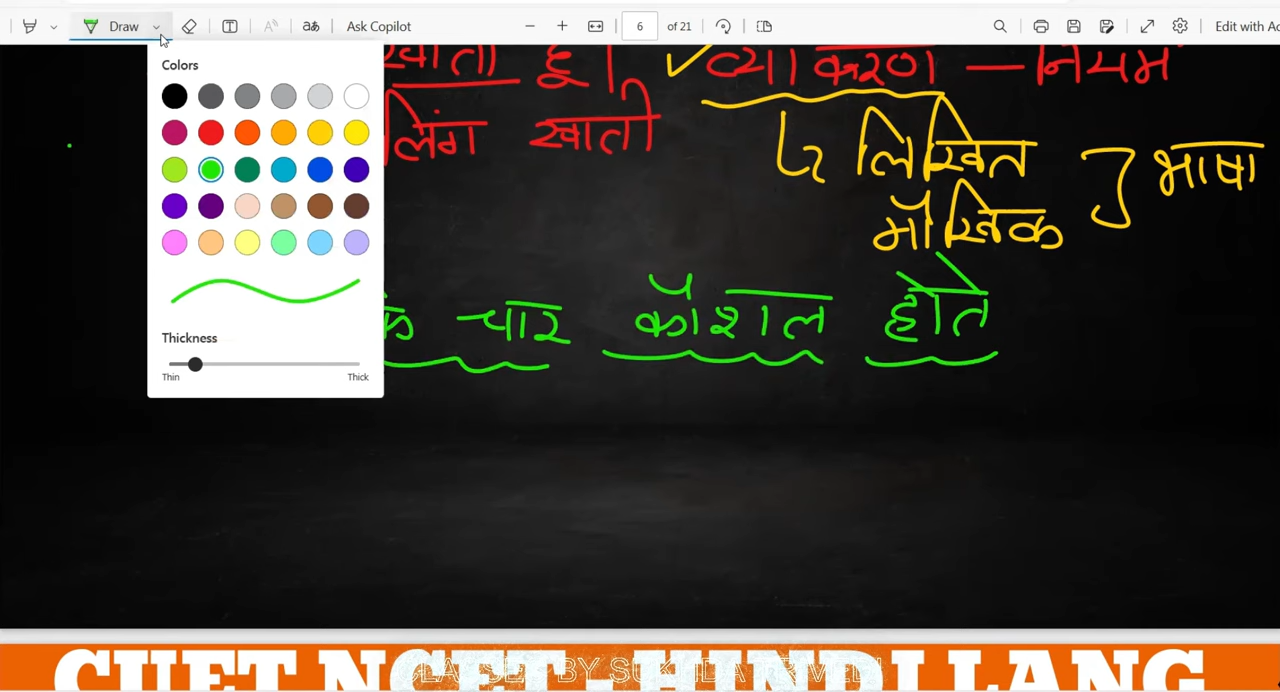 Draw Ask Copilot 6 of 21 Edit with Ac
Colors
खाता हूँ। व्याकरण — नियम
लिंग खाती
लिखित
मौखिक } भाषा
के चार कौशल होते
Thickness
Thin Thick
CUET NCET-HINDI LANG